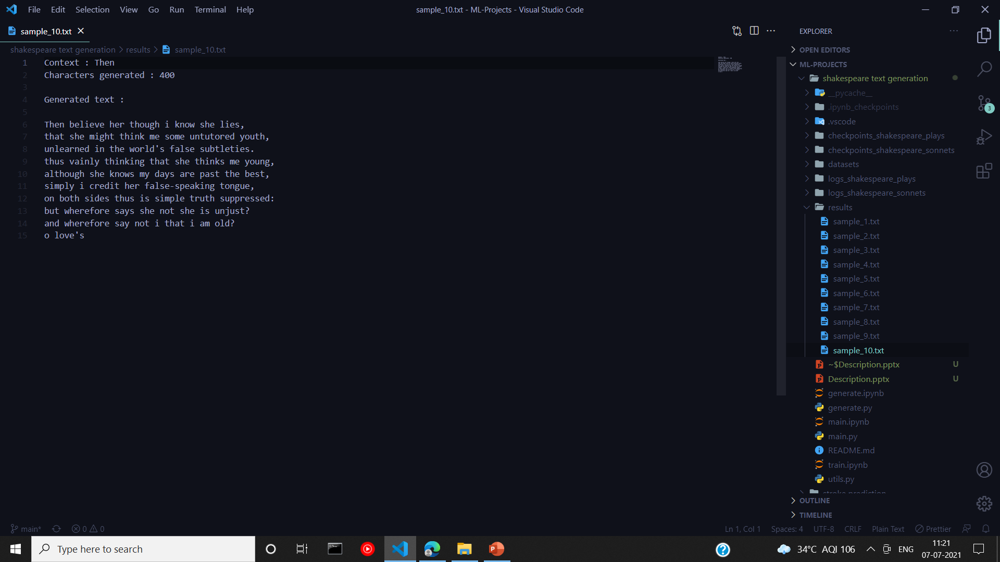 File Edit Selection View Go Run Terminal Help
sample_10.txt - ML-Projects - Visual Studio Code
sample_10.txt
shakespeare text generation > results > sample_10.txt
1 Context : Then
2 Characters generated : 400
3
4 Generated text :
5
6 Then believe her though i know she lies,
7 that she might think me some untutored youth,
8 unlearned in the world's false subtleties.
9 thus vainly thinking that she thinks me young,
10 although she knows my days are past the best,
11 simply i credit her false-speaking tongue,
12 on both sides thus is simple truth suppressed:
13 but wherefore says she not she is unjust?
14 and wherefore say not i that i am old?
15 o love's
EXPLORER
OPEN EDITORS
ML-PROJECTS
shakespeare text generation
__pycache__
.ipynb_checkpoints
.vscode
checkpoints_shakespeare_plays
checkpoints_shakespeare_sonnets
datasets
logs_shakespeare_plays
logs_shakespeare_sonnets
results
sample_1.txt
sample_2.txt
sample_3.txt
sample_4.txt
sample_5.txt
sample_6.txt
sample_7.txt
sample_8.txt
sample_9.txt
sample_10.txt
~$Description.pptx U
Description.pptx U
generate.ipynb
generate.py
main.ipynb
main.py
README.md
train.ipynb
utils.py
stroke prediction
OUTLINE
TIMELINE
3
main* 0 0
Ln 1, Col 1 Spaces: 4 UTF-8 CRLF Plain Text Prettier
Type here to search
34°C AQI 106 ENG
11:21
07-07-2021